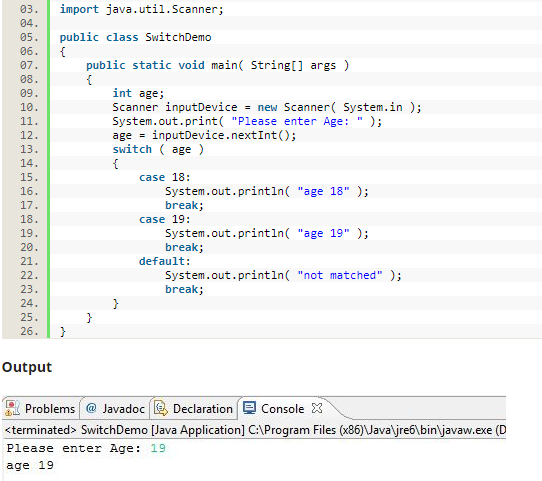 03. import java.util.Scanner;
04.
05. public class SwitchDemo
06. {
07.     public static void main( String[] args )
08.     {
09.         int age;
10.         Scanner inputDevice = new Scanner( System.in );
11.         System.out.print( "Please enter Age: " );
12.         age = inputDevice.nextInt();
13.         switch ( age )
14.         {
15.             case 18:
16.                 System.out.println( "age 18" );
17.                 break;
18.             case 19:
19.                 System.out.println( "age 19" );
20.                 break;
21.             default:
22.                 System.out.println( "not matched" );
23.                 break;
24.         }
25.     }
26. }
Output
Problems @ Javadoc Declaration Console
<terminated> SwitchDemo [Java Application] C:\Program Files (x86)\Java\jre6\bin\javaw.exe (D
Please enter Age: 19
age 19